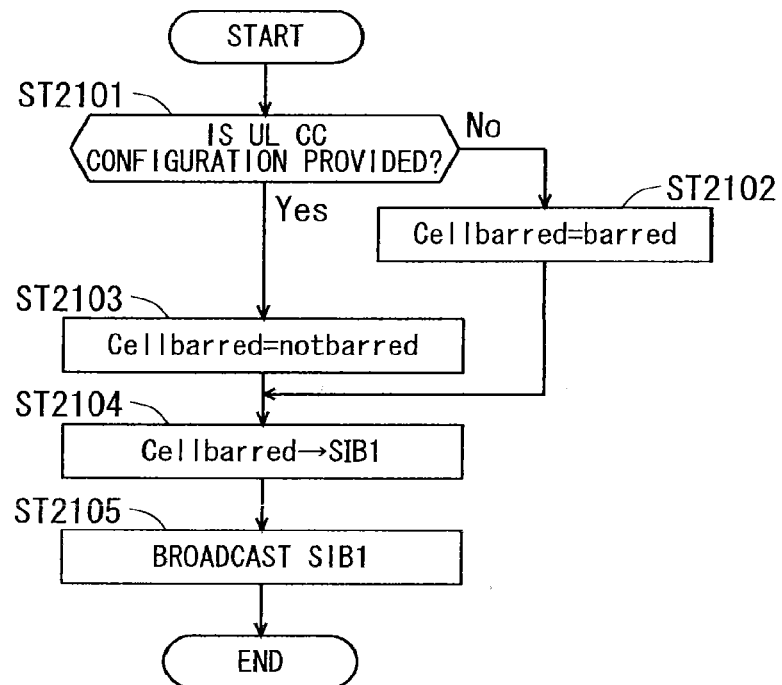 START
ST2101
IS UL CC
CONFIGURATION PROVIDED?
No
Yes
ST2102
Cellbarred=barred
ST2103
Cellbarred=notbarred
ST2104
Cellbarred→SIB1
ST2105
BROADCAST SIB1
END